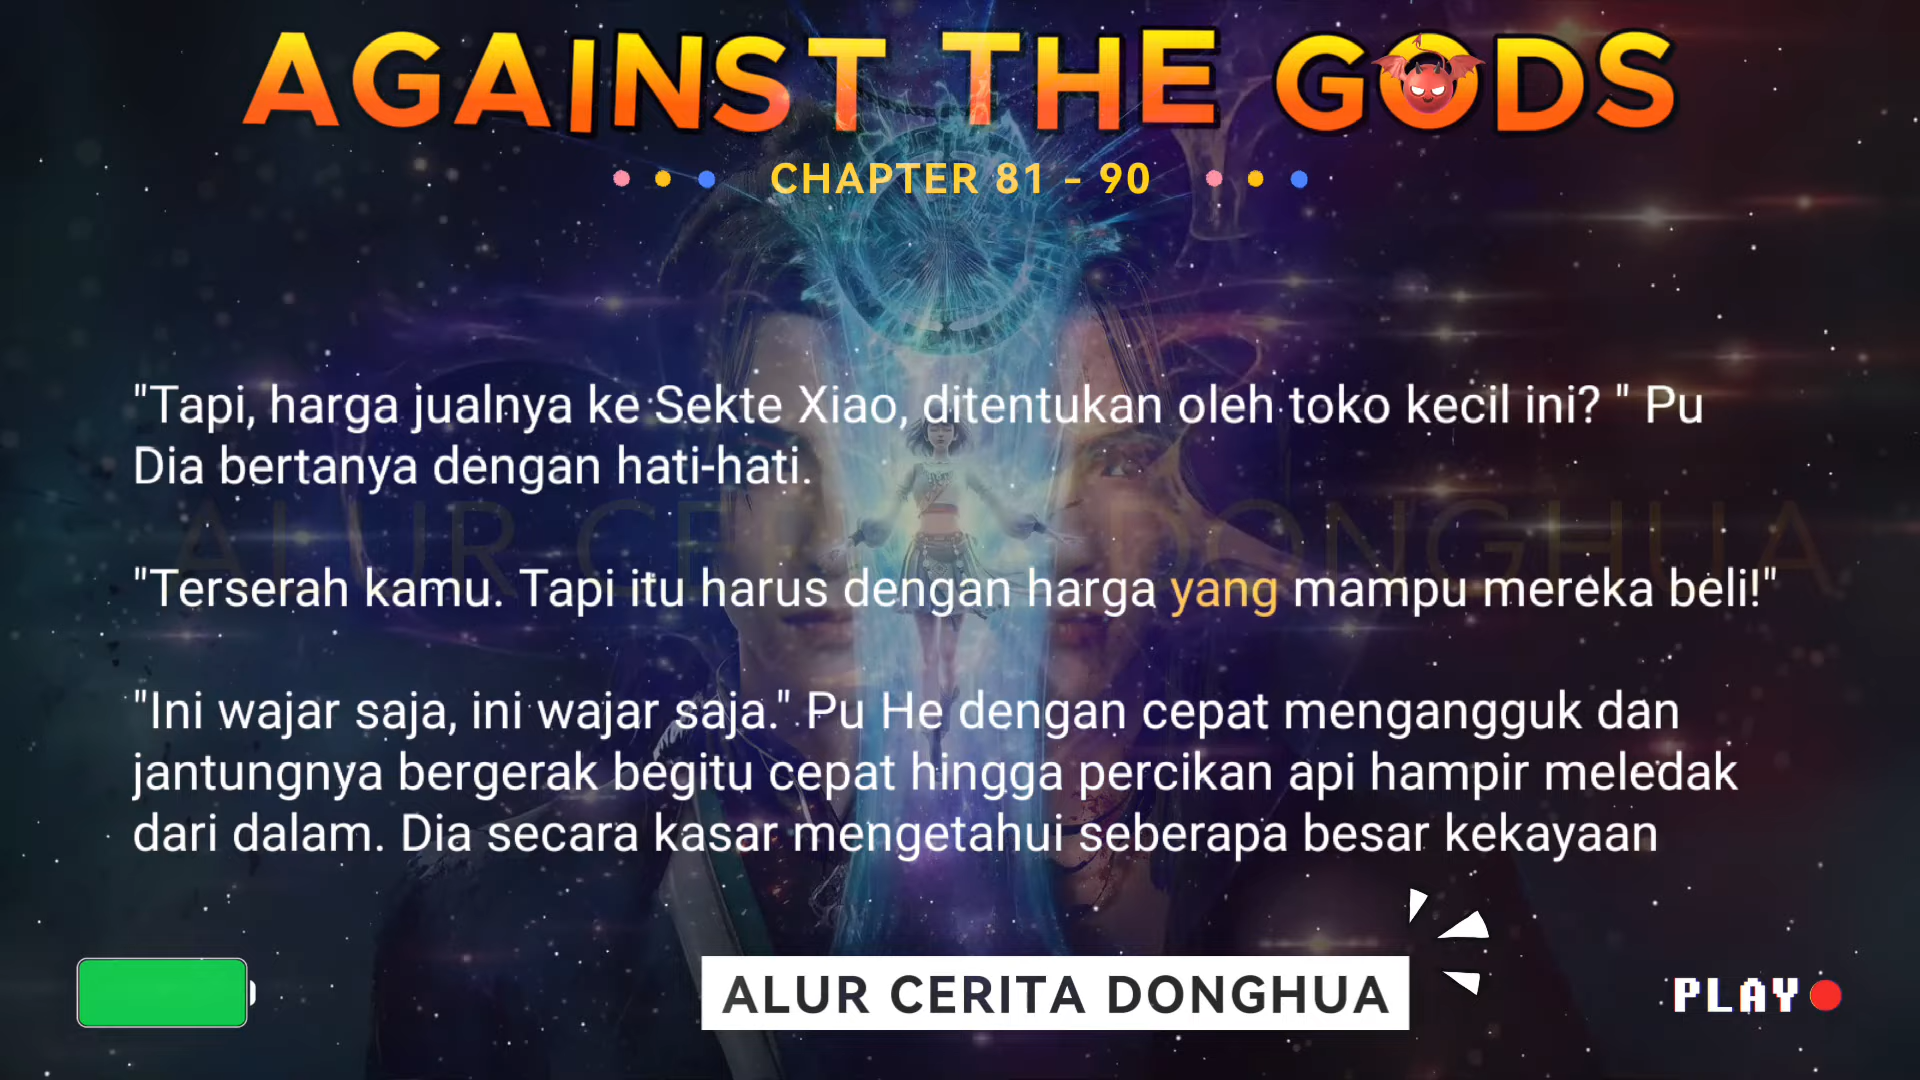 AGAINST THE GODS
CHAPTER 81 - 90
"Tapi, harga jualnya ke Sekte Xiao, ditentukan oleh toko kecil ini? " Pu
Dia bertanya dengan hati-hati.
ALUR CERITA DONGHUA
"Terserah kamu. Tapi itu harus dengan harga yang mampu mereka beli!"
"Ini wajar saja, ini wajar saja." Pu He dengan cepat mengangguk dan
jantungnya bergerak begitu cepat hingga percikan api hampir meledak
dari dalam. Dia secara kasar mengetahui seberapa besar kekayaan
ALUR CERITA DONGHUA
PLAY